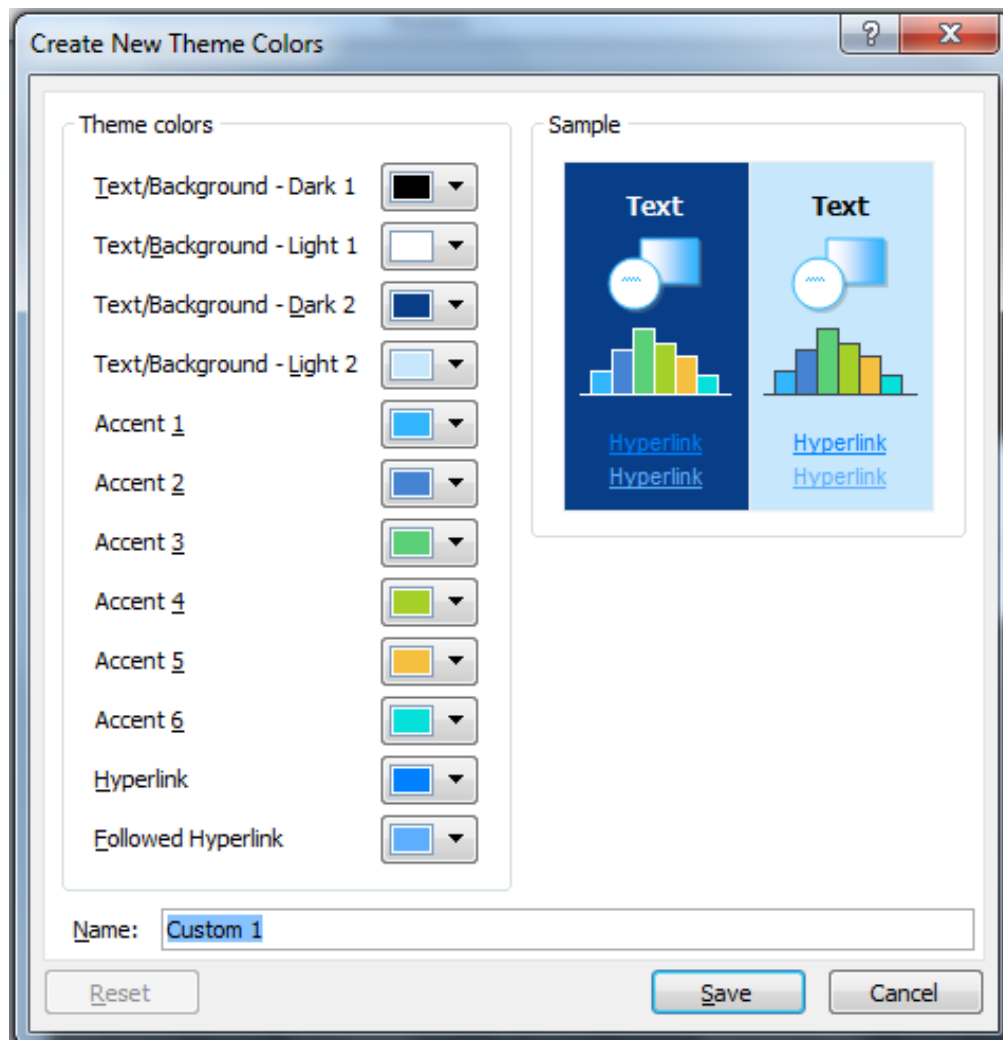 Create New Theme Colors
Theme colors
Text/Background - Dark 1
Text/Background - Light 1
Text/Background - Dark 2
Text/Background - Light 2
Accent 1
Accent 2
Accent 3
Accent 4
Accent 5
Accent 6
Hyperlink
Followed Hyperlink
Sample
Text Text
Hyperlink Hyperlink
Hyperlink Hyperlink
Name: Custom 1
Reset Save Cancel